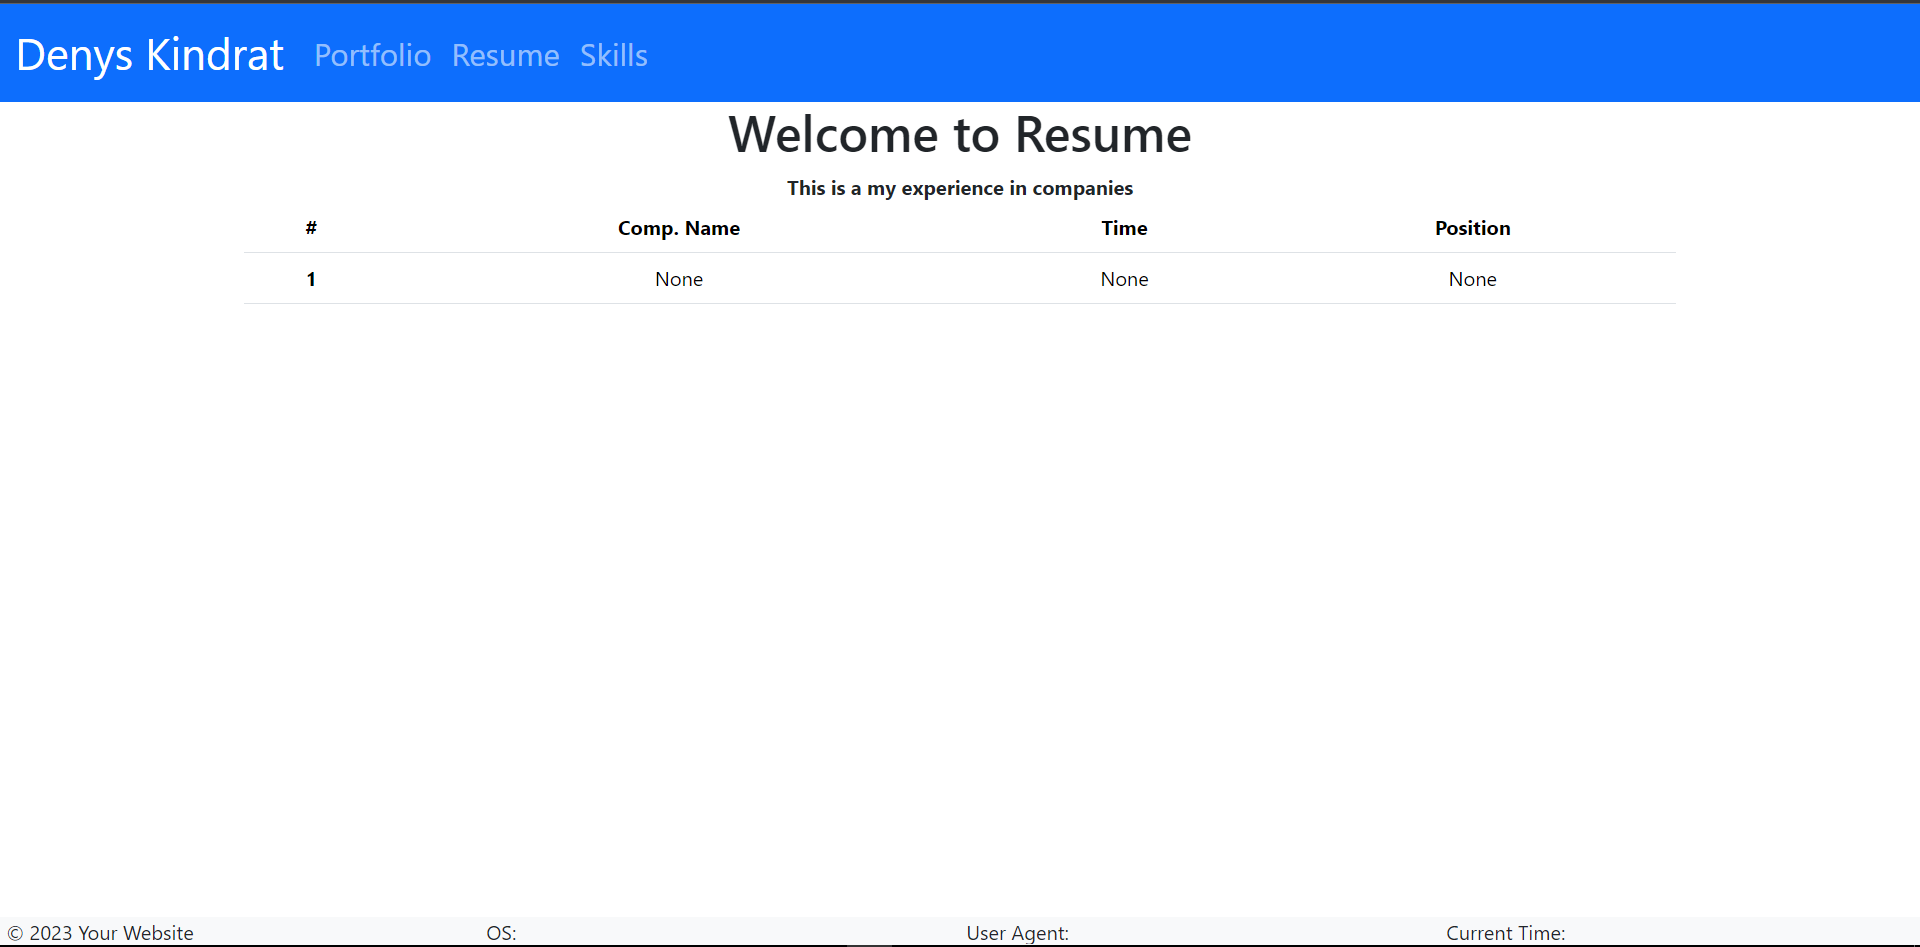 Denys Kindrat Portfolio Resume Skills
Welcome to Resume
This is a my experience in companies
# Comp. Name Time Position
1 None None None
© 2023 Your Website OS: User Agent: Current Time: